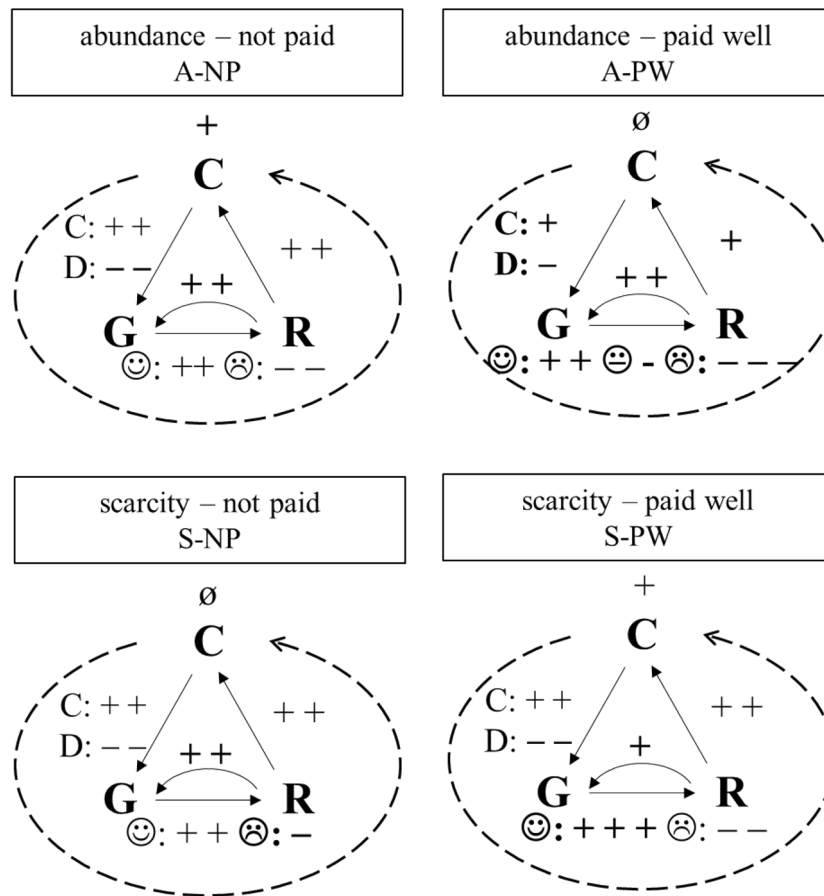 abundance – not paid
A-NP
+
C
C: + +
D: – –
+ +
+ +
G
R
☺: ++ ☹: – –
abundance – paid well
A-PW
ø
C
C: +
D: –
+
+ +
G
R
☺: + + 😐 - ☹: – – –
scarcity – not paid
S-NP
ø
C
C: + +
D: – –
+ +
+ +
G
R
☺: + + ☹: –
scarcity – paid well
S-PW
+
C
C: + +
D: – –
+ +
+
G
R
☺: + + + ☹: – –